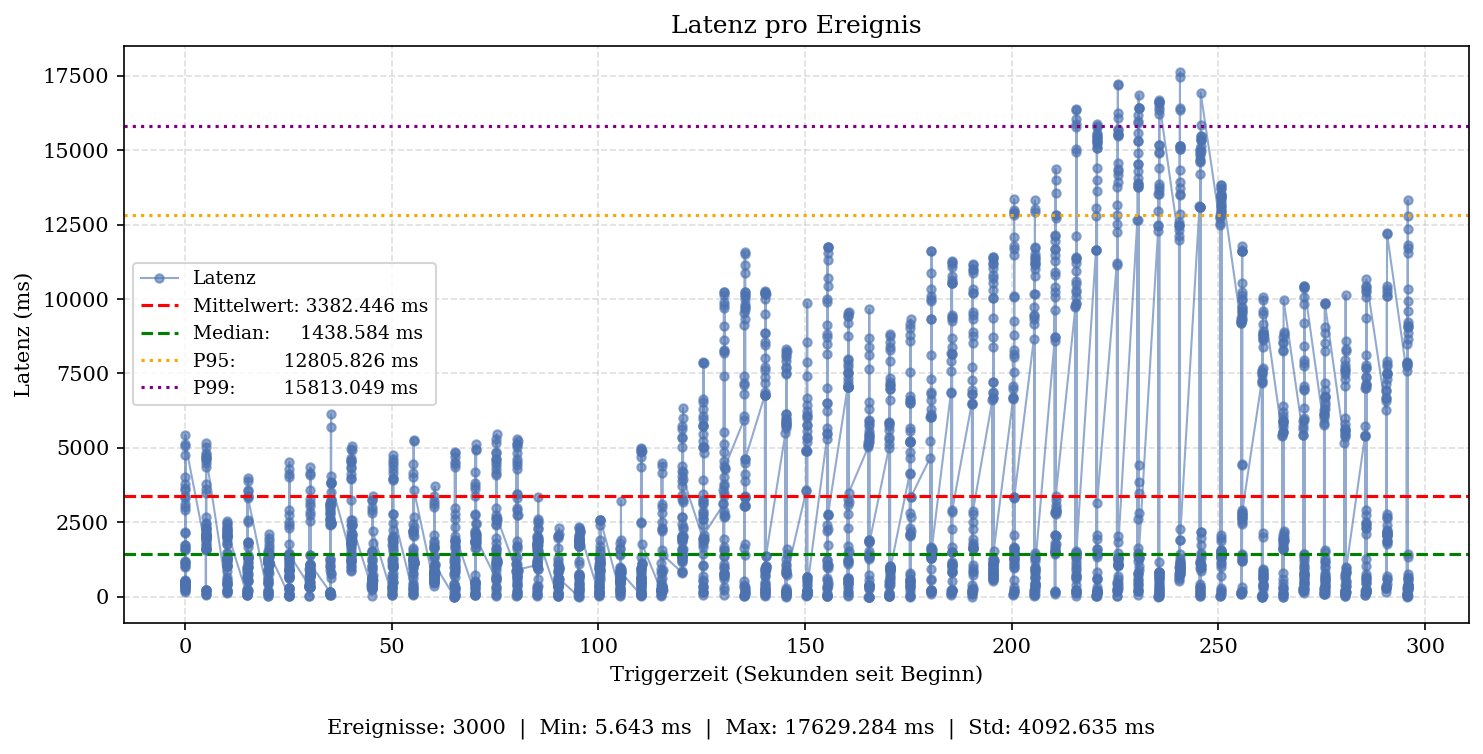 Latenz pro Ereignis
Latenz (ms)
17500
15000
12500
10000
7500
5000
2500
0
Latenz
Mittelwert: 3382.446 ms
Median: 1438.584 ms
P95: 12805.826 ms
P99: 15813.049 ms
0 50 100 150 200 250 300
Triggerzeit (Sekunden seit Beginn)
Ereignisse: 3000 | Min: 5.643 ms | Max: 17629.284 ms | Std: 4092.635 ms